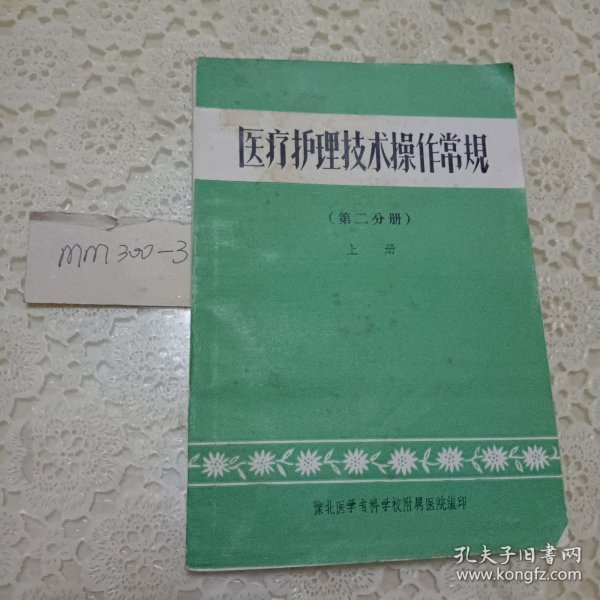 医疗护理技术操作常规
（第二分册）
上册
mm300-3
豫北医学专科学校附属医院编印
孔夫子旧书网
www.kongfz.com